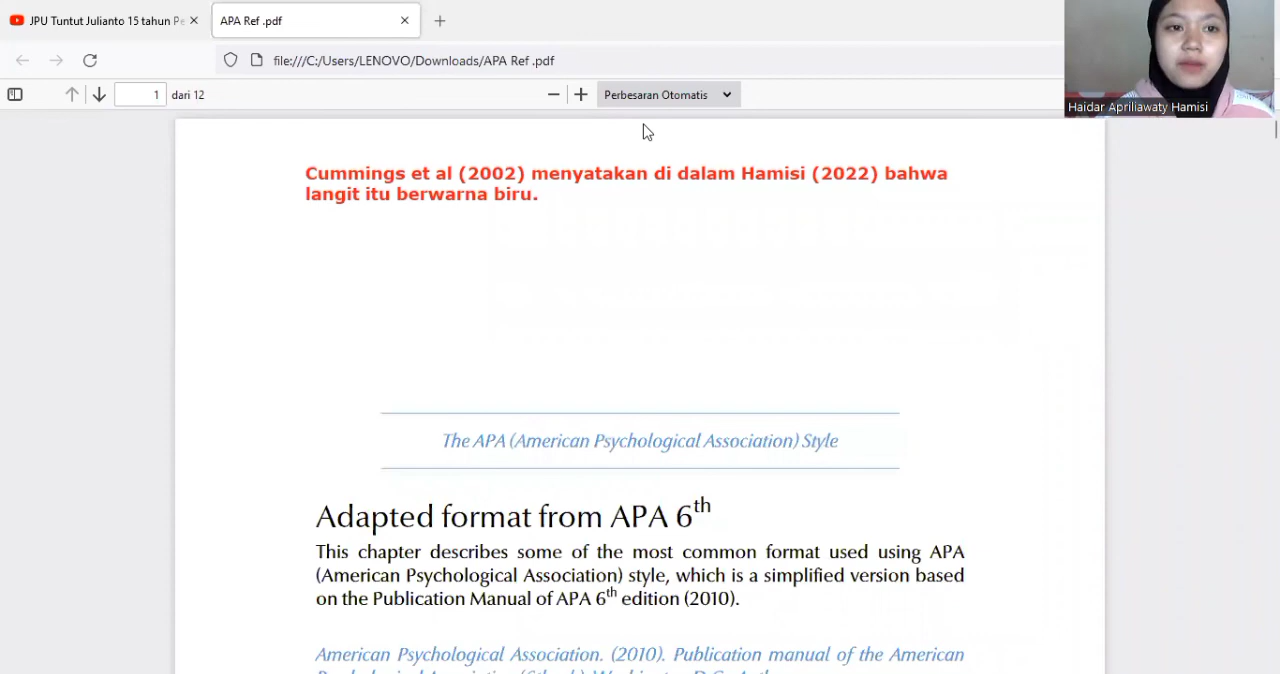 JPU Tuntut Julianto 15 tahun Pe
APA Ref .pdf
file:///C:/Users/LENOVO/Downloads/APA Ref .pdf
1 dari 12
Perbesaran Otomatis
Haidar Apriliawaty Hamisi
Cummings et al (2002) menyatakan di dalam Hamisi (2022) bahwa
langit itu berwarna biru.
The APA (American Psychological Association) Style
Adapted format from APA 6th
This chapter describes some of the most common format used using APA
(American Psychological Association) style, which is a simplified version based
on the Publication Manual of APA 6th edition (2010).
American Psychological Association. (2010). Publication manual of the American